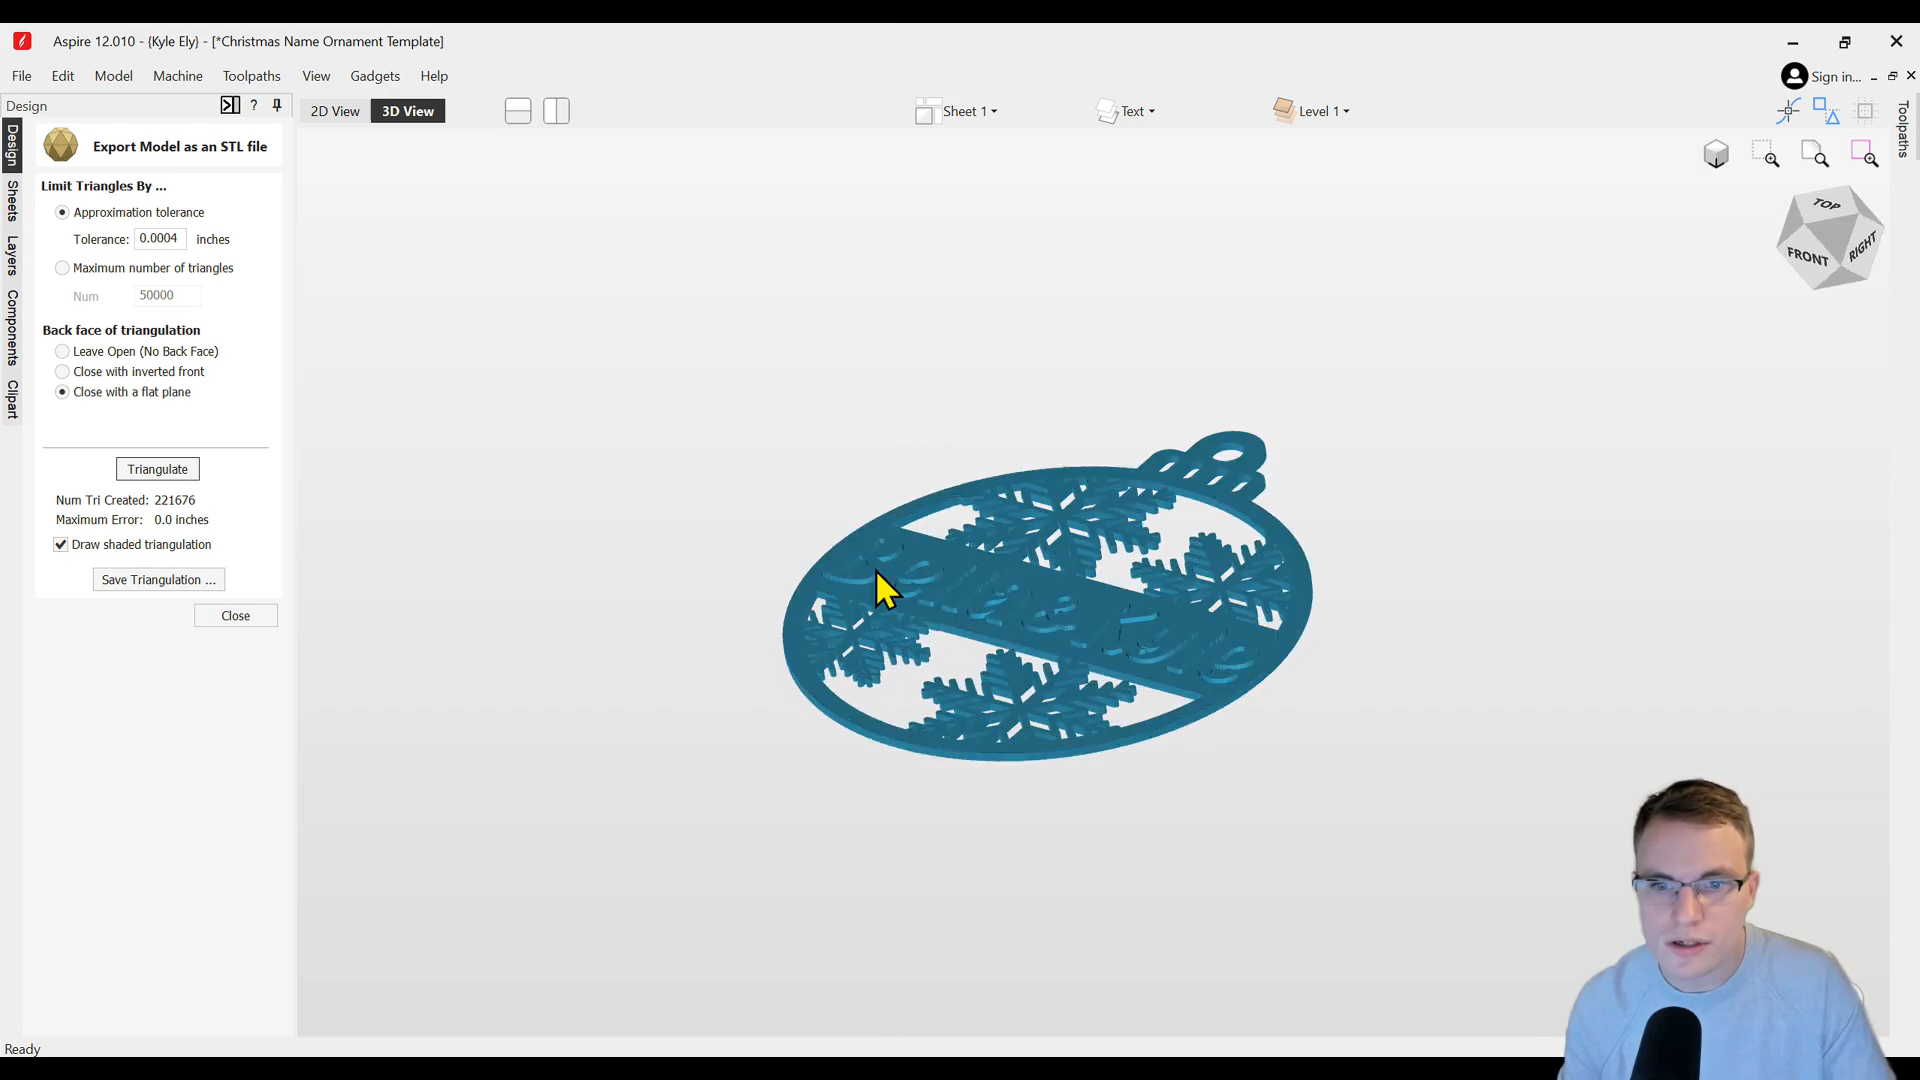 Aspire 12.010 - {Kyle Ely} - [*Christmas Name Ornament Template]
File Edit Model Machine Toolpaths View Gadgets Help
Sign in...
Design ?
2D View 3D View Sheet 1 Text Level 1
Design
Sheets
Layers
Components
Clipart
Toolpaths
Export Model as an STL file
Limit Triangles By ...
Approximation tolerance
Tolerance: 0.0004 inches
Maximum number of triangles
Num 50000
Back face of triangulation
Leave Open (No Back Face)
Close with inverted front
Close with a flat plane
Triangulate
Num Tri Created: 221676
Maximum Error: 0.0 inches
Draw shaded triangulation
Save Triangulation ...
Close
TOP
FRONT
RIGHT
Ready